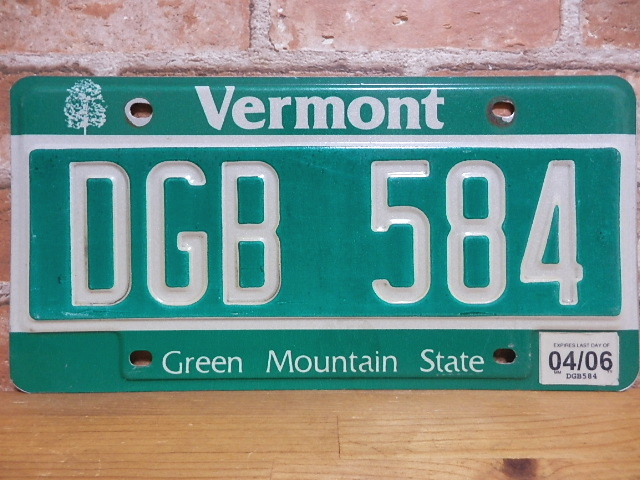 Vermont
DGB 584
Green Mountain State
EXPIRES LAST DAY OF
04/06
DGB584